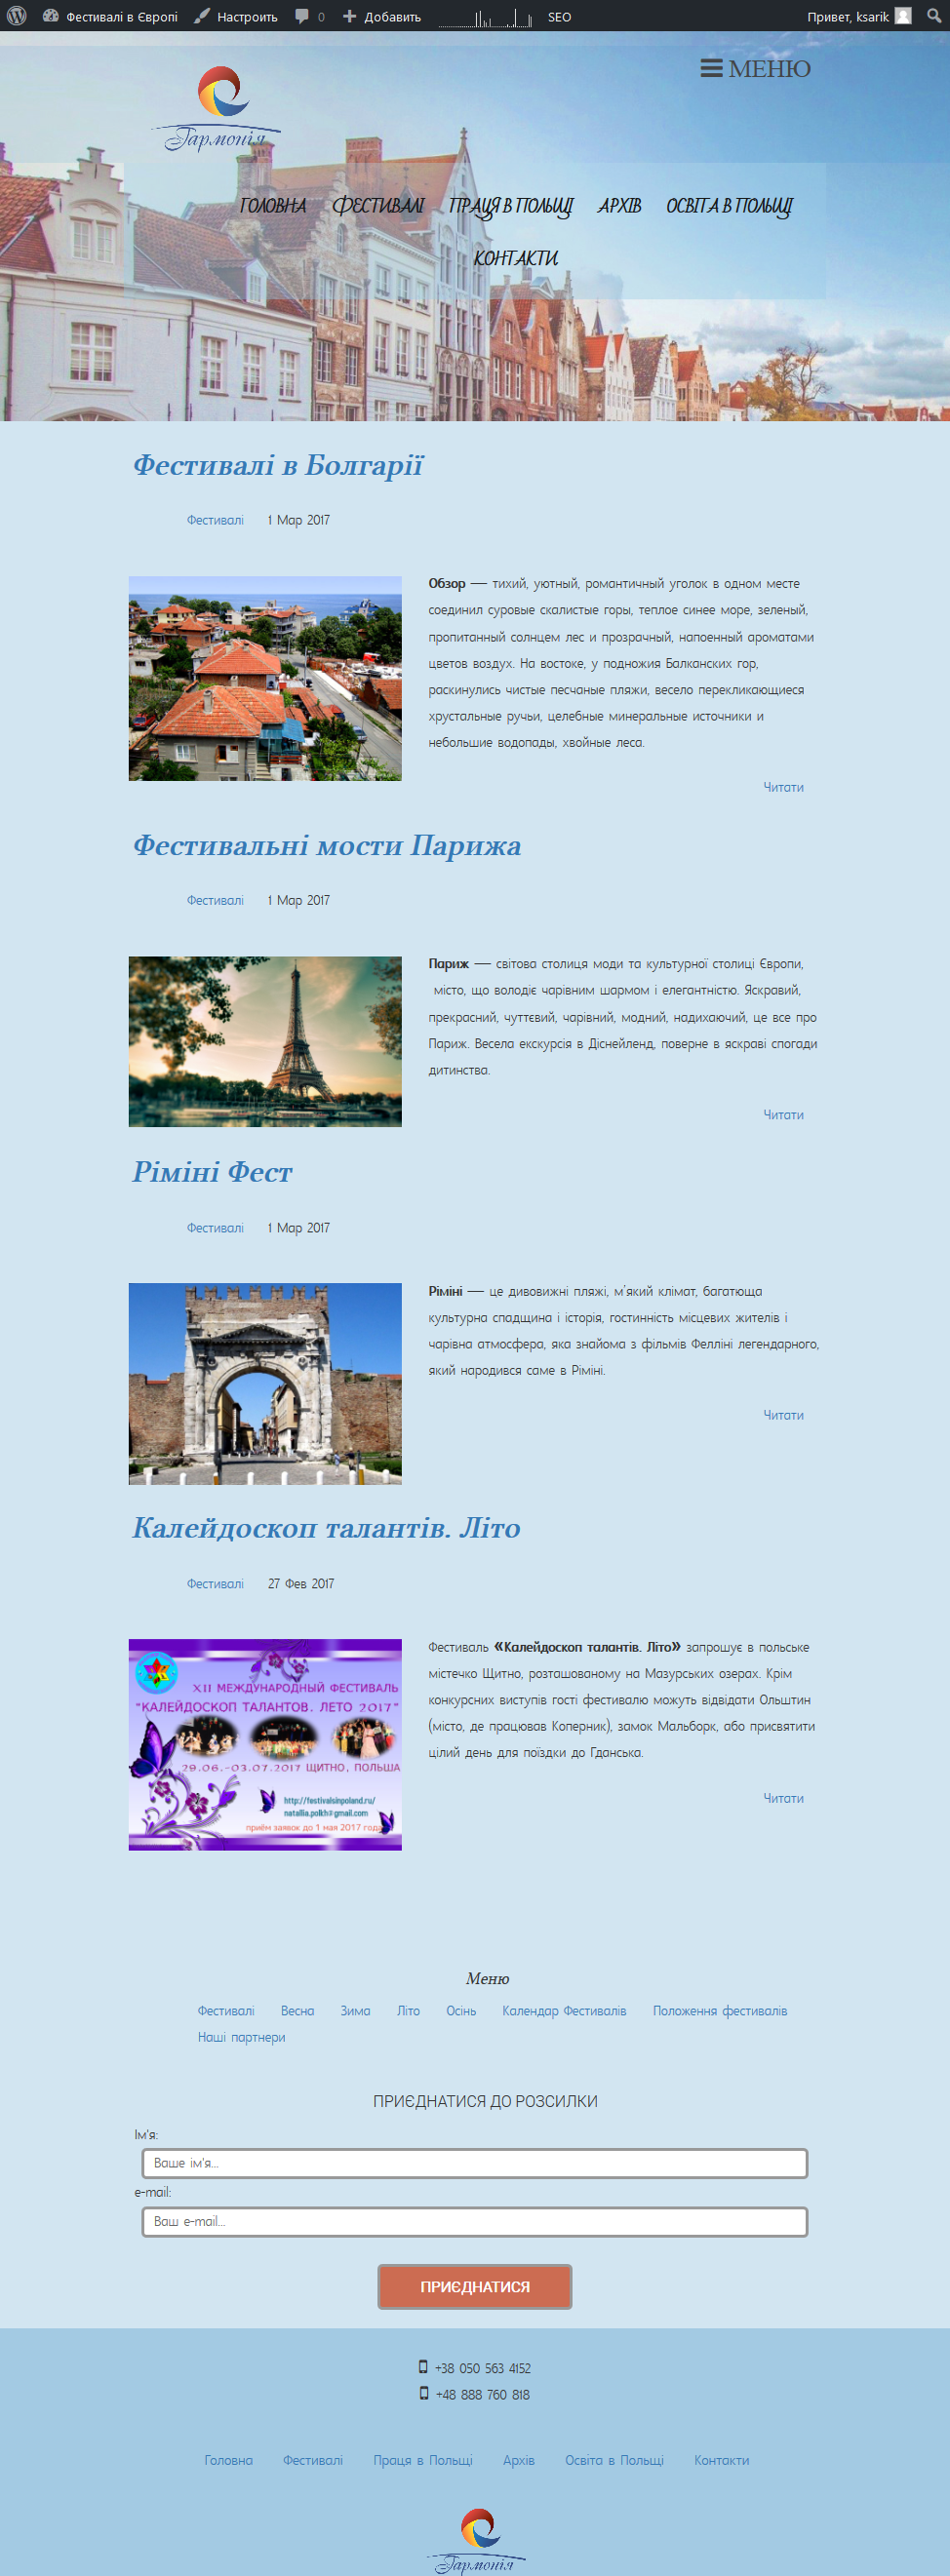 Фестивалі в Європі Настроить 0 Добавить SEO Привет, ksarik
МЕНЮ
Гармонія
ГОЛОВНА ФЕСТИВАЛІ ПРАЦЯ В ПОЛЬЩІ АРХІВ ОСВІТА В ПОЛЬЩІ
КОНТАКТИ
Фестивалі в Болгарії
Фестивалі 1 Мар 2017
Обзор — тихий, уютный, романтичный уголок в одном месте
соединил суровые скалистые горы, теплое синее море, зеленый,
пропитанный солнцем лес и прозрачный, напоенный ароматами
цветов воздух. На востоке, у подножия Балканских гор,
раскинулись чистые песчаные пляжи, весело перекликающиеся
хрустальные ручьи, целебные минеральные источники и
небольшие водопады, хвойные леса.
Читати
Фестивальні мости Парижа
Фестивалі 1 Мар 2017
Париж — світова столиця моди та культурної столиці Європи,
місто, що володіє чарівним шармом і елегантністю. Яскравий,
прекрасний, чуттєвий, чарівний, модний, надихаючий, це все про
Париж. Весела екскурсія в Діснейленд, поверне в яскраві спогади
дитинства.
Читати
Ріміні Фест
Фестивалі 1 Мар 2017
Ріміні — це дивовижні пляжі, м'який клімат, багатюща
культурна спадщина і історія, гостинність місцевих жителів і
чарівна атмосфера, яка знайома з фільмів Фелліні легендарного,
який народився саме в Ріміні.
Читати
Калейдоскоп талантів. Літо
Фестивалі 27 Фев 2017
XII МЕЖДУНАРОДНЫЙ ФЕСТИВАЛЬ
"КАЛЕЙДОСКОП ТАЛАНТОВ. ЛЕТО 2017"
29.06.-03.07.2017 ЩИТНО, ПОЛЬША
http://festivalsinpoland.ru/
natallia.polkh@gmail.com
приём заявок до 1 мая 2017 года
Фестиваль «Калейдоскоп талантів. Літо» запрошує в польське
містечко Щитно, розташованому на Мазурських озерах. Крім
конкурсних виступів гості фестивалю можуть відвідати Ольштин
(місто, де працював Коперник), замок Мальборк, або присвятити
цілий день для поїздки до Гданська.
Читати
Меню
Фестивалі Весна Зима Літо Осінь Календар Фестивалів Положення фестивалів
Наші партнери
ПРИЄДНАТИСЯ ДО РОЗСИЛКИ
Ім'я:
Ваше ім'я...
e-mail:
Ваш e-mail...
ПРИЄДНАТИСЯ
+38 050 563 4152
+48 888 760 818
Головна Фестивалі Праця в Польщі Архів Освіта в Польщі Контакти
Гармонія